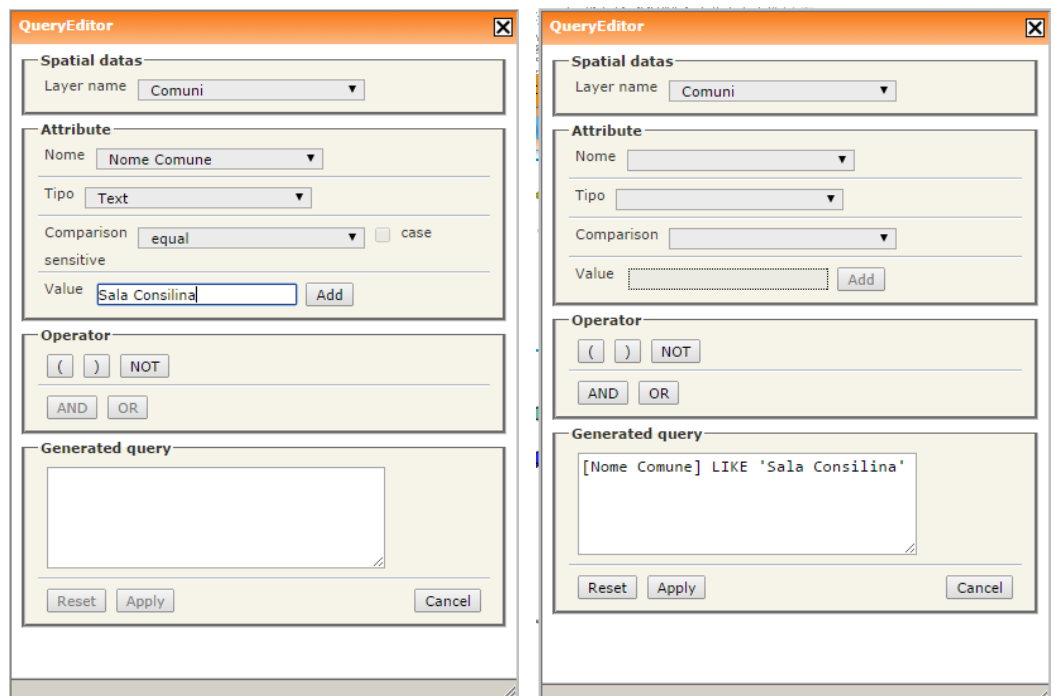 QueryEditor
Spatial datas
Layer name Comuni
Attribute
Nome Nome Comune
Tipo Text
Comparison equal case
sensitive
Value Sala Consilina Add
Operator
( ) NOT
AND OR
Generated query
Reset Apply Cancel
QueryEditor
Spatial datas
Layer name Comuni
Attribute
Nome
Tipo
Comparison
Value Add
Operator
( ) NOT
AND OR
Generated query
[Nome Comune] LIKE 'Sala Consilina'
Reset Apply Cancel